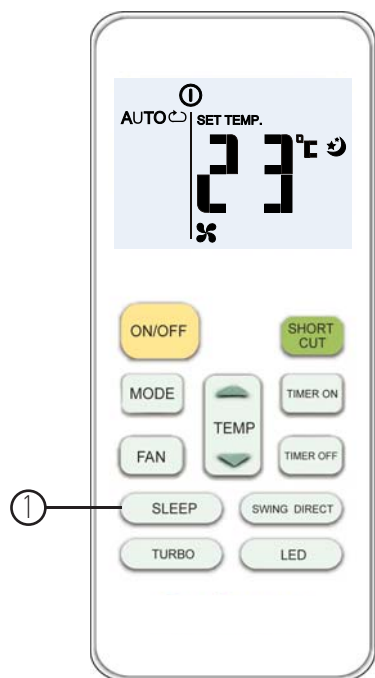 AUTO SET TEMP.
23°C
ON/OFF SHORT CUT
MODE TIMER ON
TEMP
FAN TIMER OFF
1 SLEEP SWING DIRECT
TURBO LED